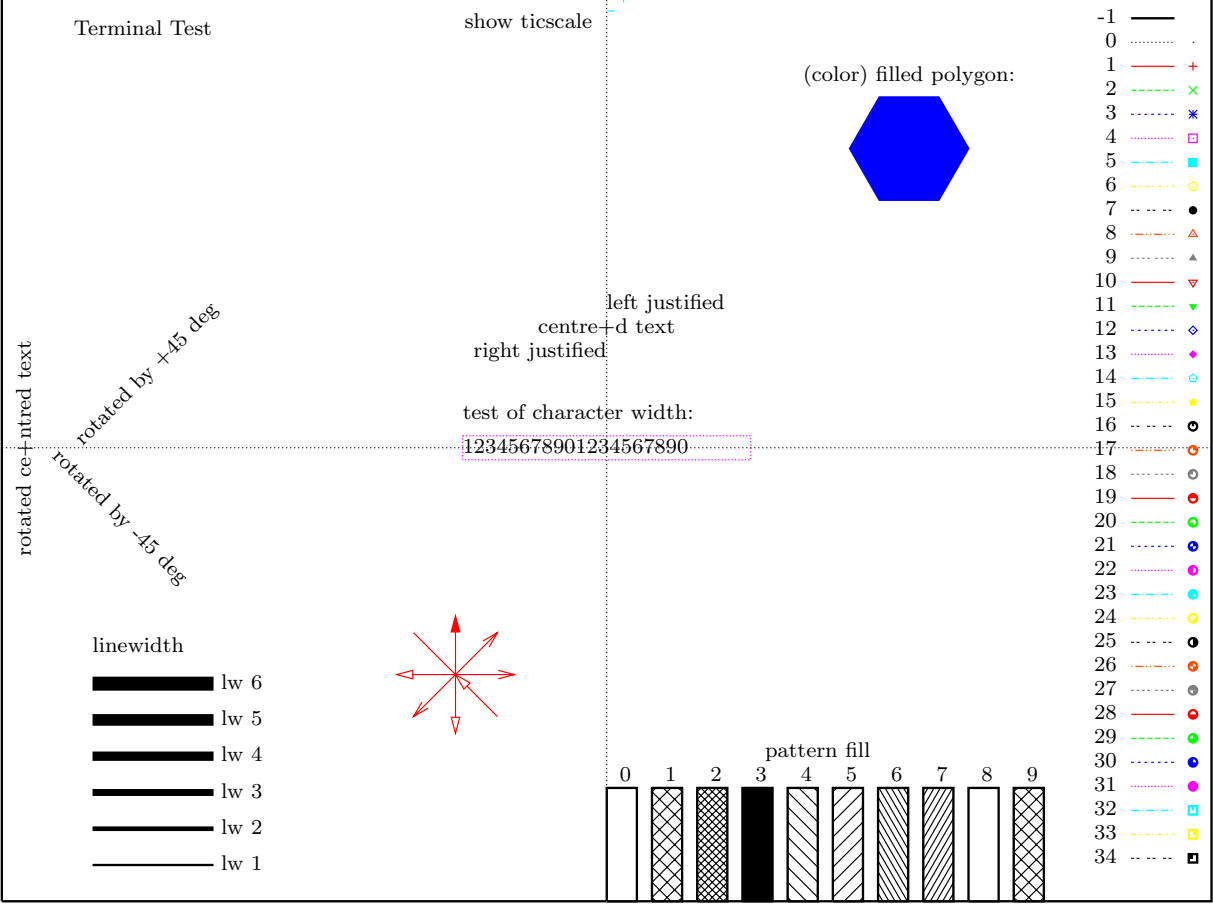 Terminal Test
show ticscale
(color) filled polygon:
left justified
centre+d text
right justified
test of character width:
12345678901234567890
rotated ce+ntred text
rotated by +45 deg
rotated by -45 deg
linewidth
lw 6
lw 5
lw 4
lw 3
lw 2
lw 1
pattern fill
0 1 2 3 4 5 6 7 8 9
-1
0
1
2
3
4
5
6
7
8
9
10
11
12
13
14
15
16
17
18
19
20
21
22
23
24
25
26
27
28
29
30
31
32
33
34